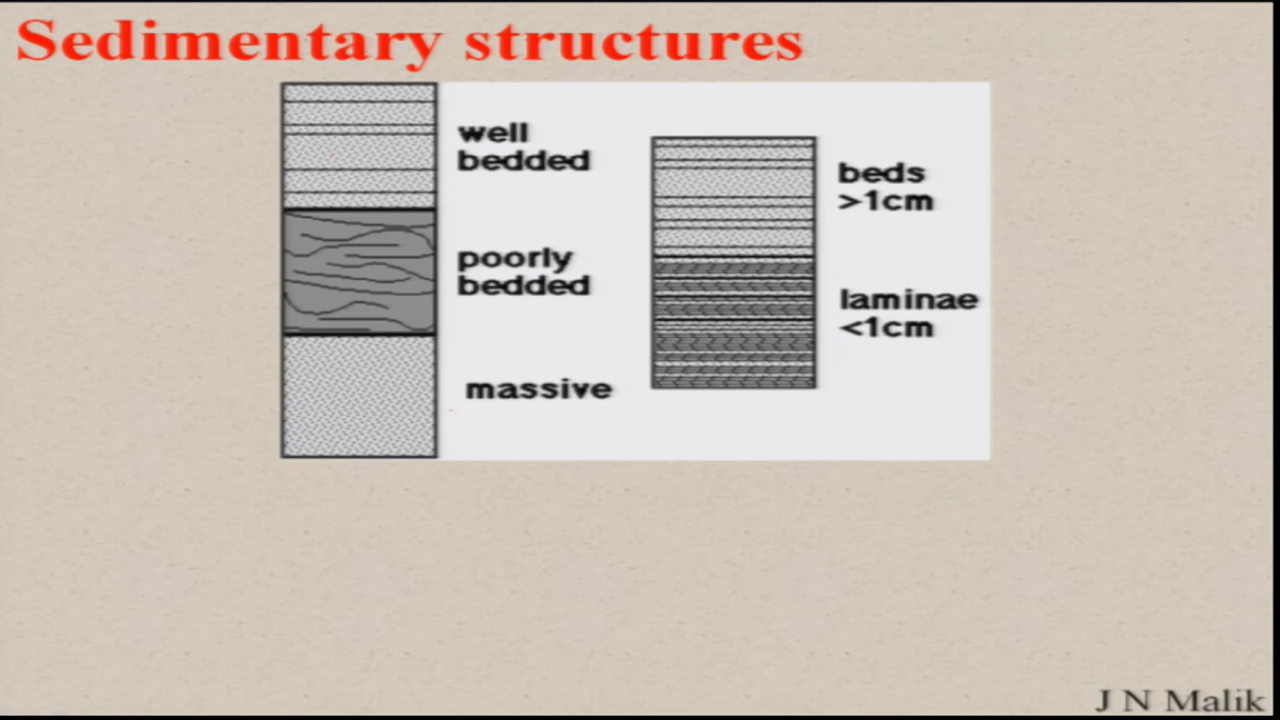 Sedimentary structures
well
bedded
poorly
bedded
massive
beds
>1cm
laminae
<1cm
J N Malik